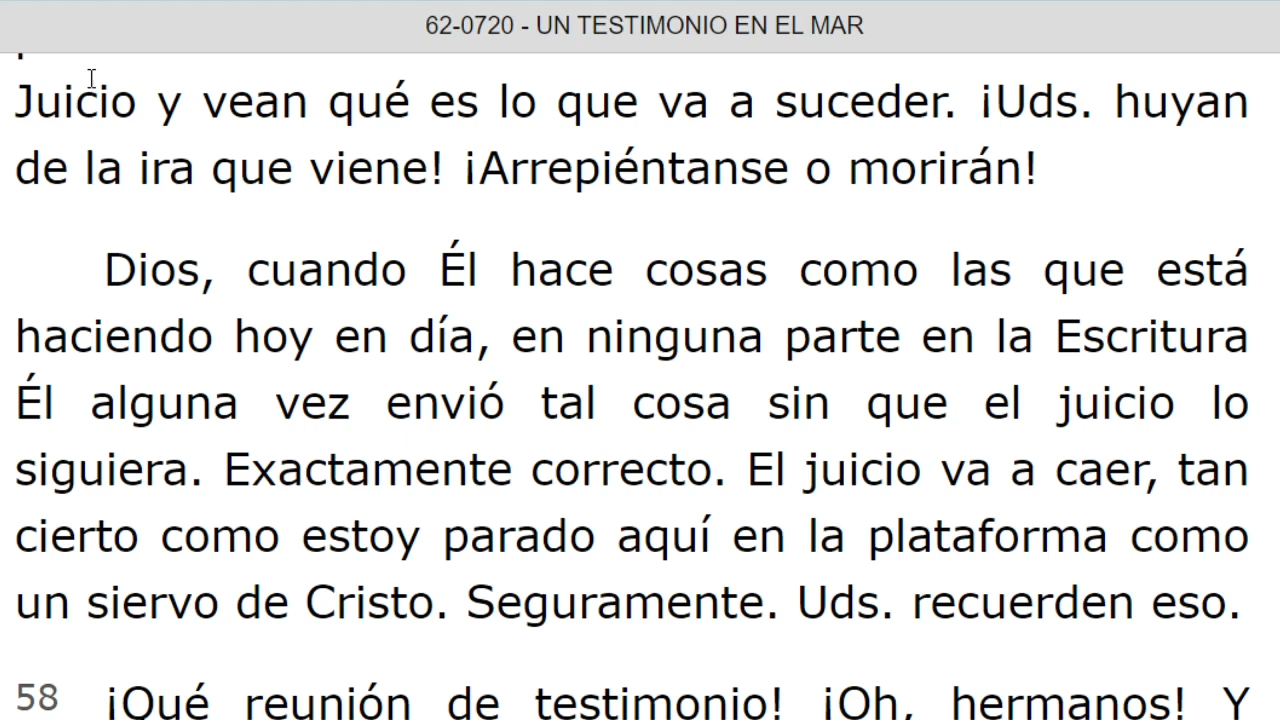 62-0720 - UN TESTIMONIO EN EL MAR
Juicio y vean qué es lo que va a suceder. ¡Uds. huyan
de la ira que viene! ¡Arrepiéntanse o morirán!
Dios, cuando Él hace cosas como las que está
haciendo hoy en día, en ninguna parte en la Escritura
Él alguna vez envió tal cosa sin que el juicio lo
siguiera. Exactamente correcto. El juicio va a caer, tan
cierto como estoy parado aquí en la plataforma como
un siervo de Cristo. Seguramente. Uds. recuerden eso.
58 ¡Qué reunión de testimonio! ¡Oh, hermanos! Y